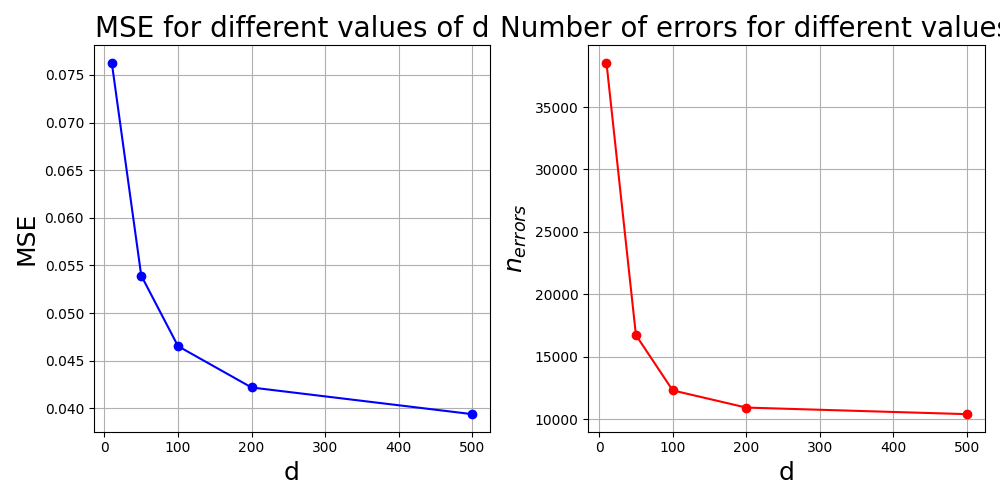 MSE for different values of d
Number of errors for different values
0.075
0.070
0.065
0.060
0.055
0.050
0.045
0.040
MSE
0 100 200 300 400 500
d
35000
30000
25000
20000
15000
10000
n_errors
0 100 200 300 400 500
d